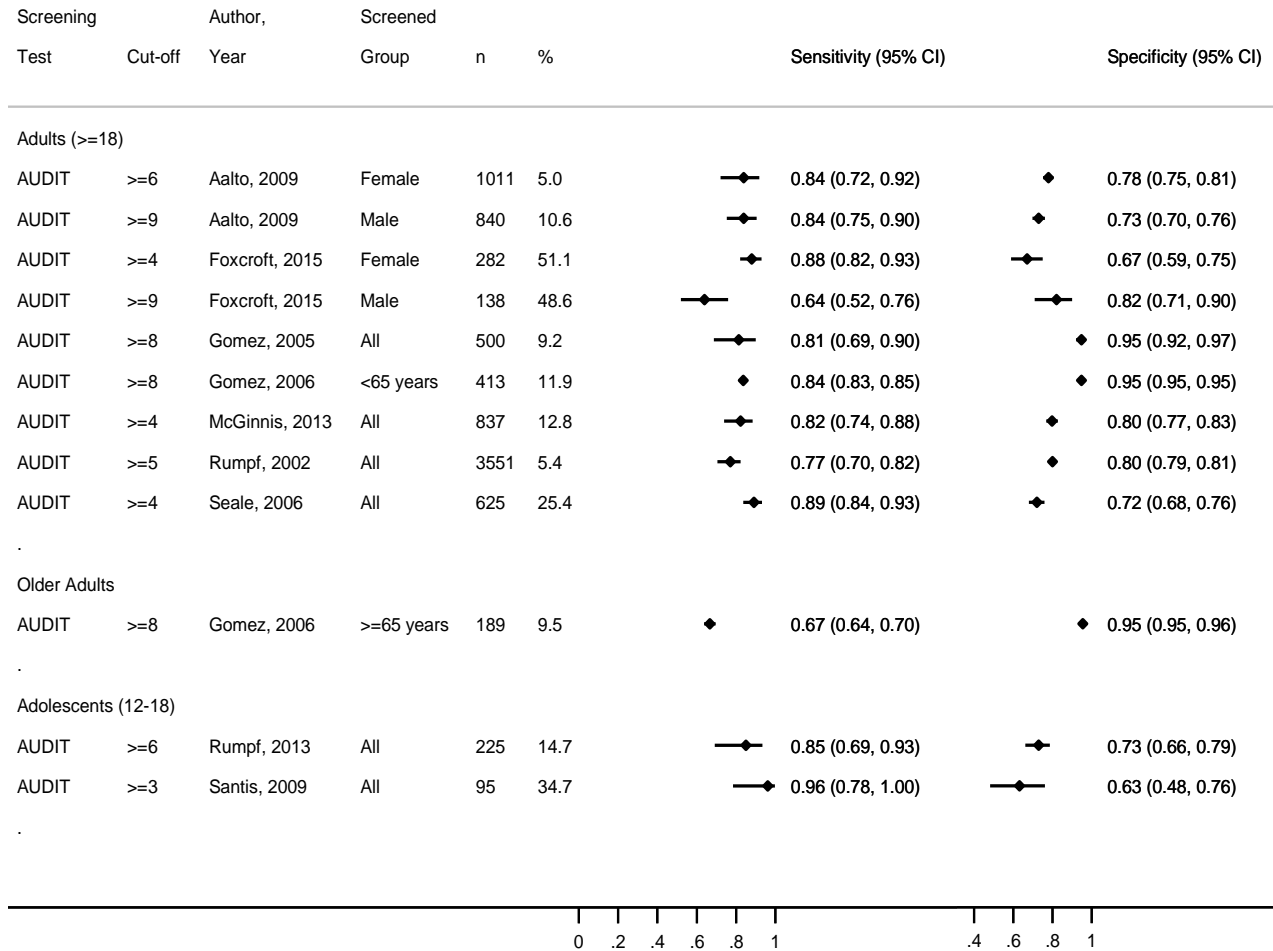 Screening Author, Screened
Test Cut-off Year Group n % Sensitivity (95% CI) Specificity (95% CI)
Adults (>=18)
AUDIT >=6 Aalto, 2009 Female 1011 5.0 0.84 (0.72, 0.92) 0.78 (0.75, 0.81)
AUDIT >=9 Aalto, 2009 Male 840 10.6 0.84 (0.75, 0.90) 0.73 (0.70, 0.76)
AUDIT >=4 Foxcroft, 2015 Female 282 51.1 0.88 (0.82, 0.93) 0.67 (0.59, 0.75)
AUDIT >=9 Foxcroft, 2015 Male 138 48.6 0.64 (0.52, 0.76) 0.82 (0.71, 0.90)
AUDIT >=8 Gomez, 2005 All 500 9.2 0.81 (0.69, 0.90) 0.95 (0.92, 0.97)
AUDIT >=8 Gomez, 2006 <65 years 413 11.9 0.84 (0.83, 0.85) 0.95 (0.95, 0.95)
AUDIT >=4 McGinnis, 2013 All 837 12.8 0.82 (0.74, 0.88) 0.80 (0.77, 0.83)
AUDIT >=5 Rumpf, 2002 All 3551 5.4 0.77 (0.70, 0.82) 0.80 (0.79, 0.81)
AUDIT >=4 Seale, 2006 All 625 25.4 0.89 (0.84, 0.93) 0.72 (0.68, 0.76)
.
Older Adults
AUDIT >=8 Gomez, 2006 >=65 years 189 9.5 0.67 (0.64, 0.70) 0.95 (0.95, 0.96)
.
Adolescents (12-18)
AUDIT >=6 Rumpf, 2013 All 225 14.7 0.85 (0.69, 0.93) 0.73 (0.66, 0.79)
AUDIT >=3 Santis, 2009 All 95 34.7 0.96 (0.78, 1.00) 0.63 (0.48, 0.76)
.
0 .2 .4 .6 .8 1 .4 .6 .8 1